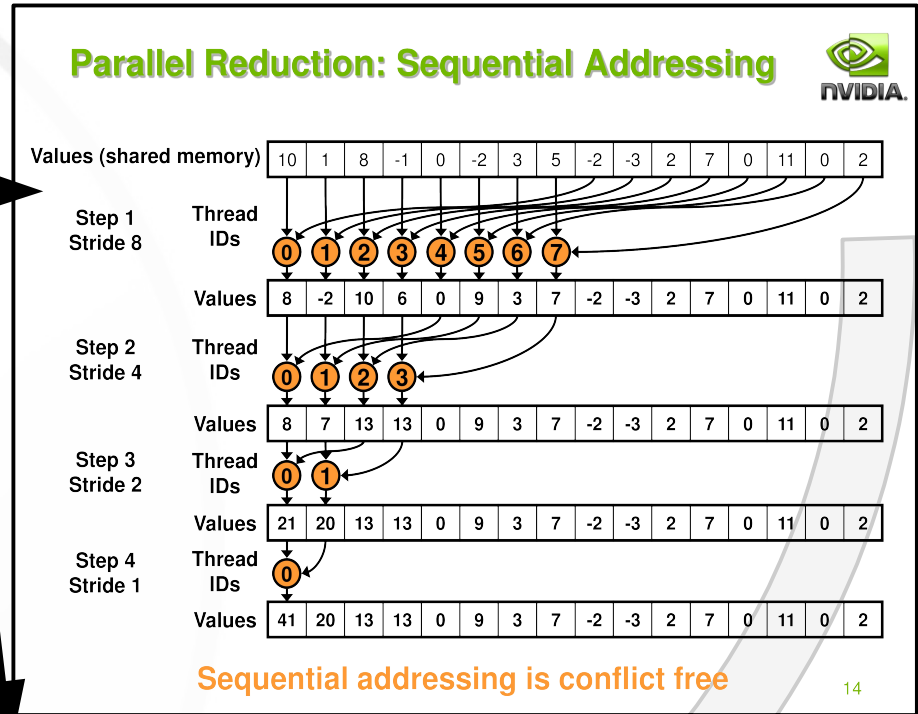 Parallel Reduction: Sequential Addressing
NVIDIA.
Values (shared memory) 10 1 8 -1 0 -2 3 5 -2 -3 2 7 0 11 0 2
Step 1
Stride 8
Thread
IDs
0 1 2 3 4 5 6 7
Values 8 -2 10 6 0 9 3 7 -2 -3 2 7 0 11 0 2
Step 2
Stride 4
Thread
IDs
0 1 2 3
Values 8 7 13 13 0 9 3 7 -2 -3 2 7 0 11 0 2
Step 3
Stride 2
Thread
IDs
0 1
Values 21 20 13 13 0 9 3 7 -2 -3 2 7 0 11 0 2
Step 4
Stride 1
Thread
IDs
0
Values 41 20 13 13 0 9 3 7 -2 -3 2 7 0 11 0 2
Sequential addressing is conflict free
14